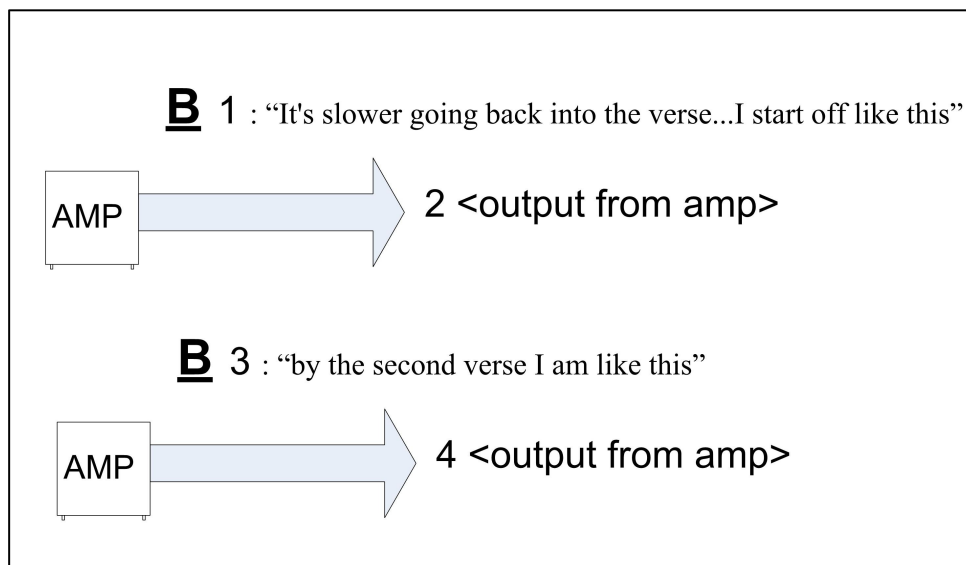 B 1 : “It's slower going back into the verse...I start off like this”
AMP
2 <output from amp>
B 3 : “by the second verse I am like this”
AMP
4 <output from amp>